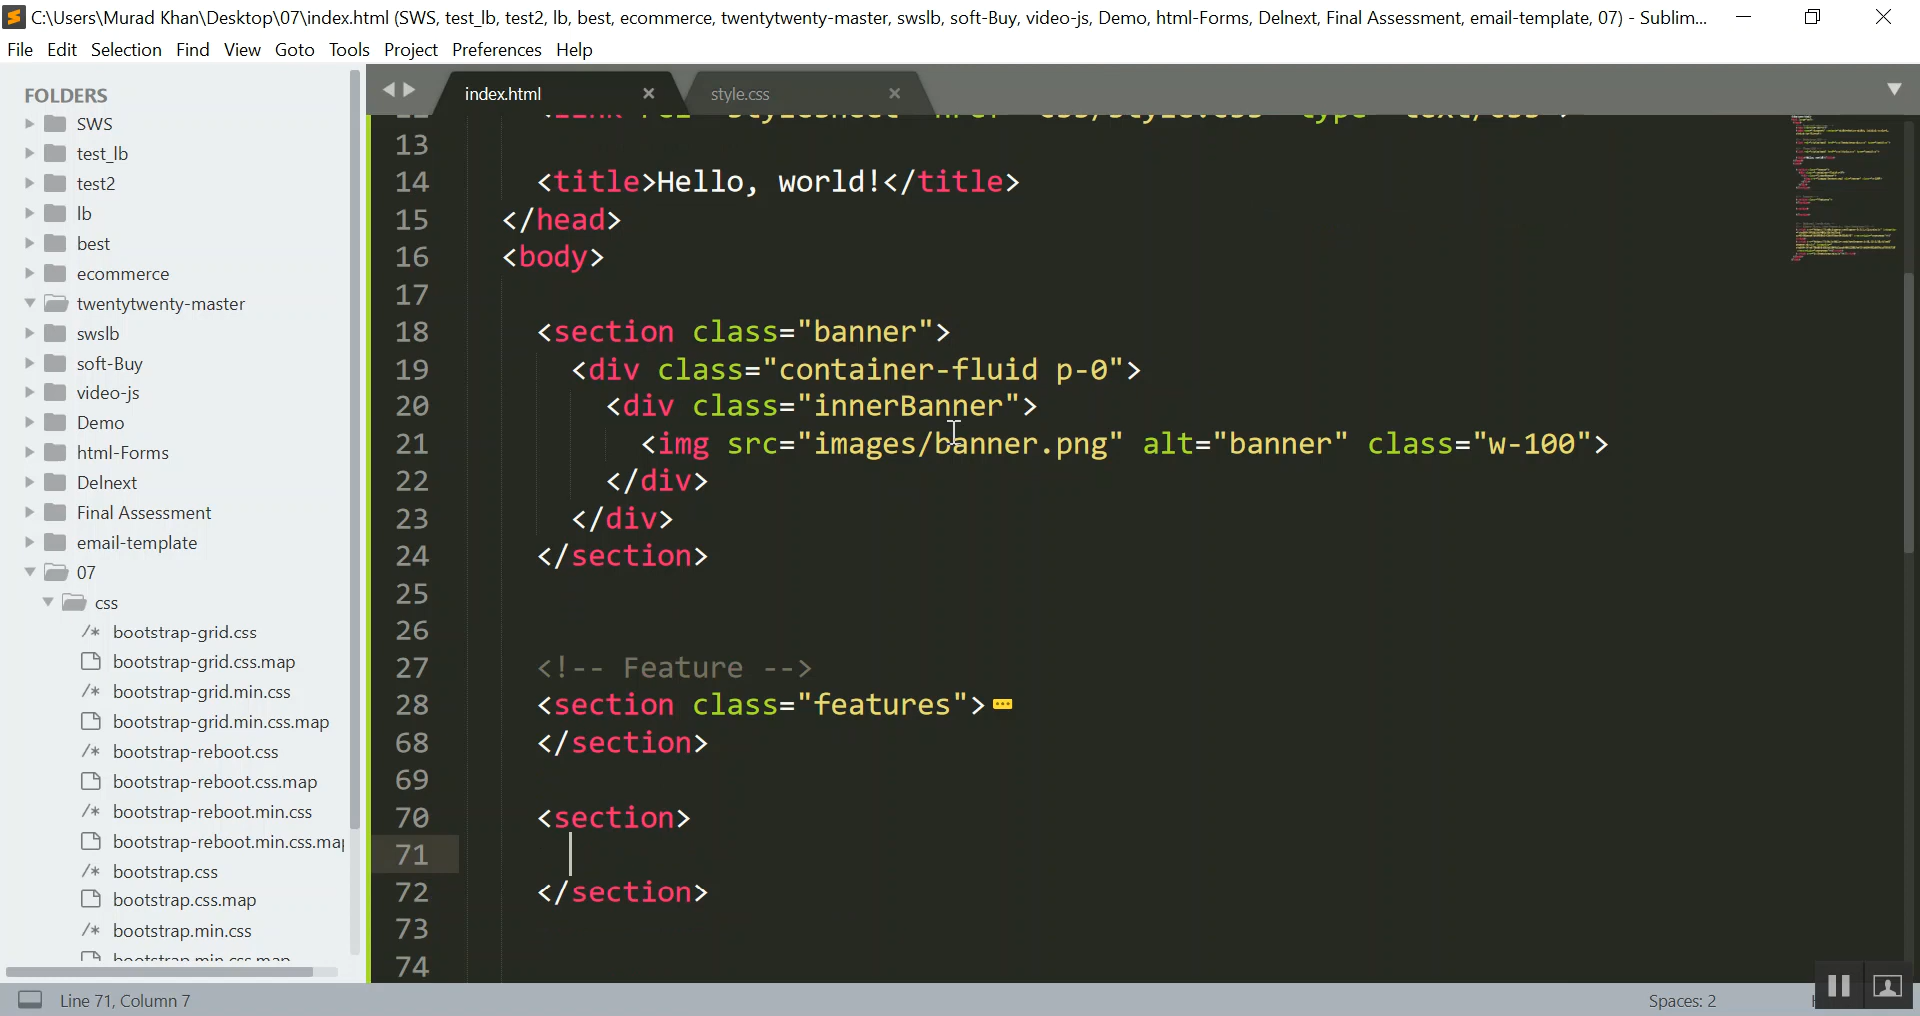 C:\Users\Murad Khan\Desktop\07\index.html (SWS, test_lb, test2, lb, best, ecommerce, twentytwenty-master, swslb, soft-Buy, video-js, Demo, html-Forms, Delnext, Final Assessment, email-template, 07) - Sublim...
File Edit Selection Find View Goto Tools Project Preferences Help
FOLDERS
SWS
test_lb
test2
lb
best
ecommerce
twentytwenty-master
swslb
soft-Buy
video-js
Demo
html-Forms
Delnext
Final Assessment
email-template
07
css
/* bootstrap-grid.css
bootstrap-grid.css.map
/* bootstrap-grid.min.css
bootstrap-grid.min.css.map
/* bootstrap-reboot.css
bootstrap-reboot.css.map
/* bootstrap-reboot.min.css
bootstrap-reboot.min.css.map
/* bootstrap.css
bootstrap.css.map
/* bootstrap.min.css
bootstrap.min.css.map
index.html style.css
13
14 <title>Hello, world!</title>
15 </head>
16 <body>
17
18 <section class="banner">
19 <div class="container-fluid p-0">
20 <div class="innerBanner">
21 <img src="images/banner.png" alt="banner" class="w-100">
22 </div>
23 </div>
24 </section>
25
26
27 <!-- Feature -->
28 <section class="features">
68 </section>
69
70 <section>
71
72 </section>
73
74
Line 71, Column 7
Spaces: 2